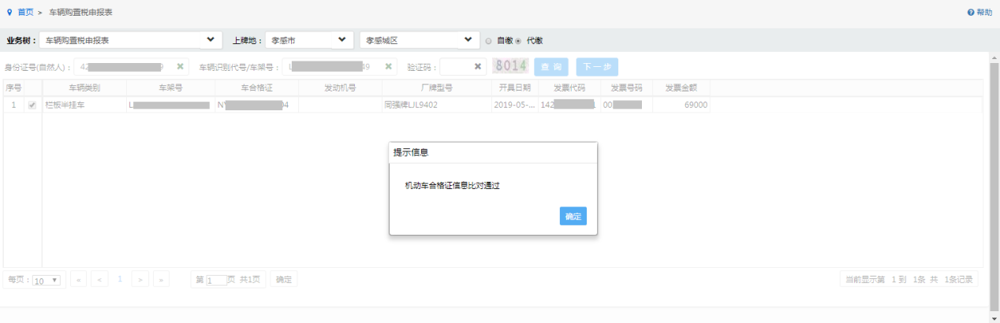 首页 > 车辆购置税申报表 帮助
业务树： 车辆购置税申报表 上牌地： 孝感市 孝感城区 自缴 代缴
身份证号(自然人)： 42 9 车辆识别代号/车架号： L 49 验证码： 8014 查 询 下一步
序号 车辆类别 车架号 车合格证 发动机号 厂牌型号 开具日期 发票代码 发票号码 发票金额
1 栏板半挂车 L N 04 同强牌LJL9402 2019-05-... 142 00 69000
提示信息
机动车合格证信息比对通过
确定
每页： 10 « < 1 > » 第 1 页 共1页 确定 当前显示第 1 到 1条 共 1条记录